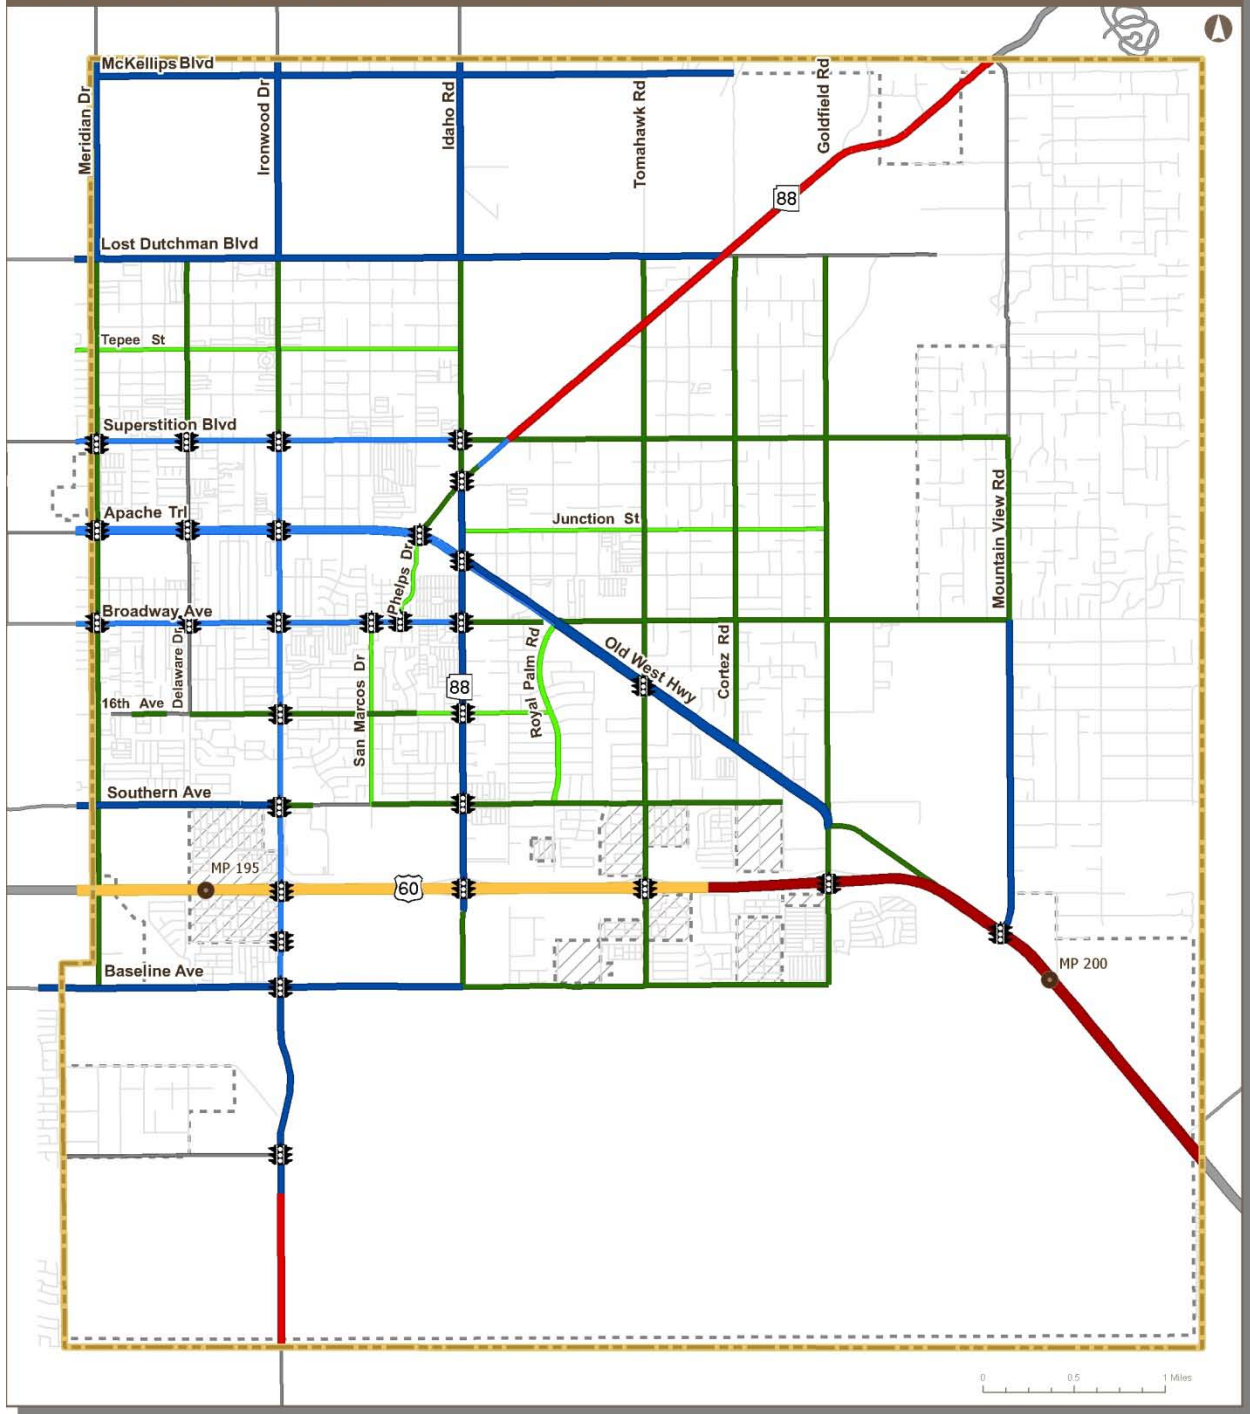 McKellips Blvd
Meridian Dr
Ironwood Dr
Idaho Rd
Tomahawk Rd
Goldfield Rd
88
Lost Dutchman Blvd
Tepee St
Superstition Blvd
Apache Trl
Junction St
Mountain View Rd
Phelps Dr
Broadway Ave
Delaware Dr
San Marcos Dr
88
Royal Palm Rd
Old West Hwy
Cortez Rd
16th Ave
Southern Ave
MP 195
60
Baseline Ave
MP 200
0 0.5 1 Miles